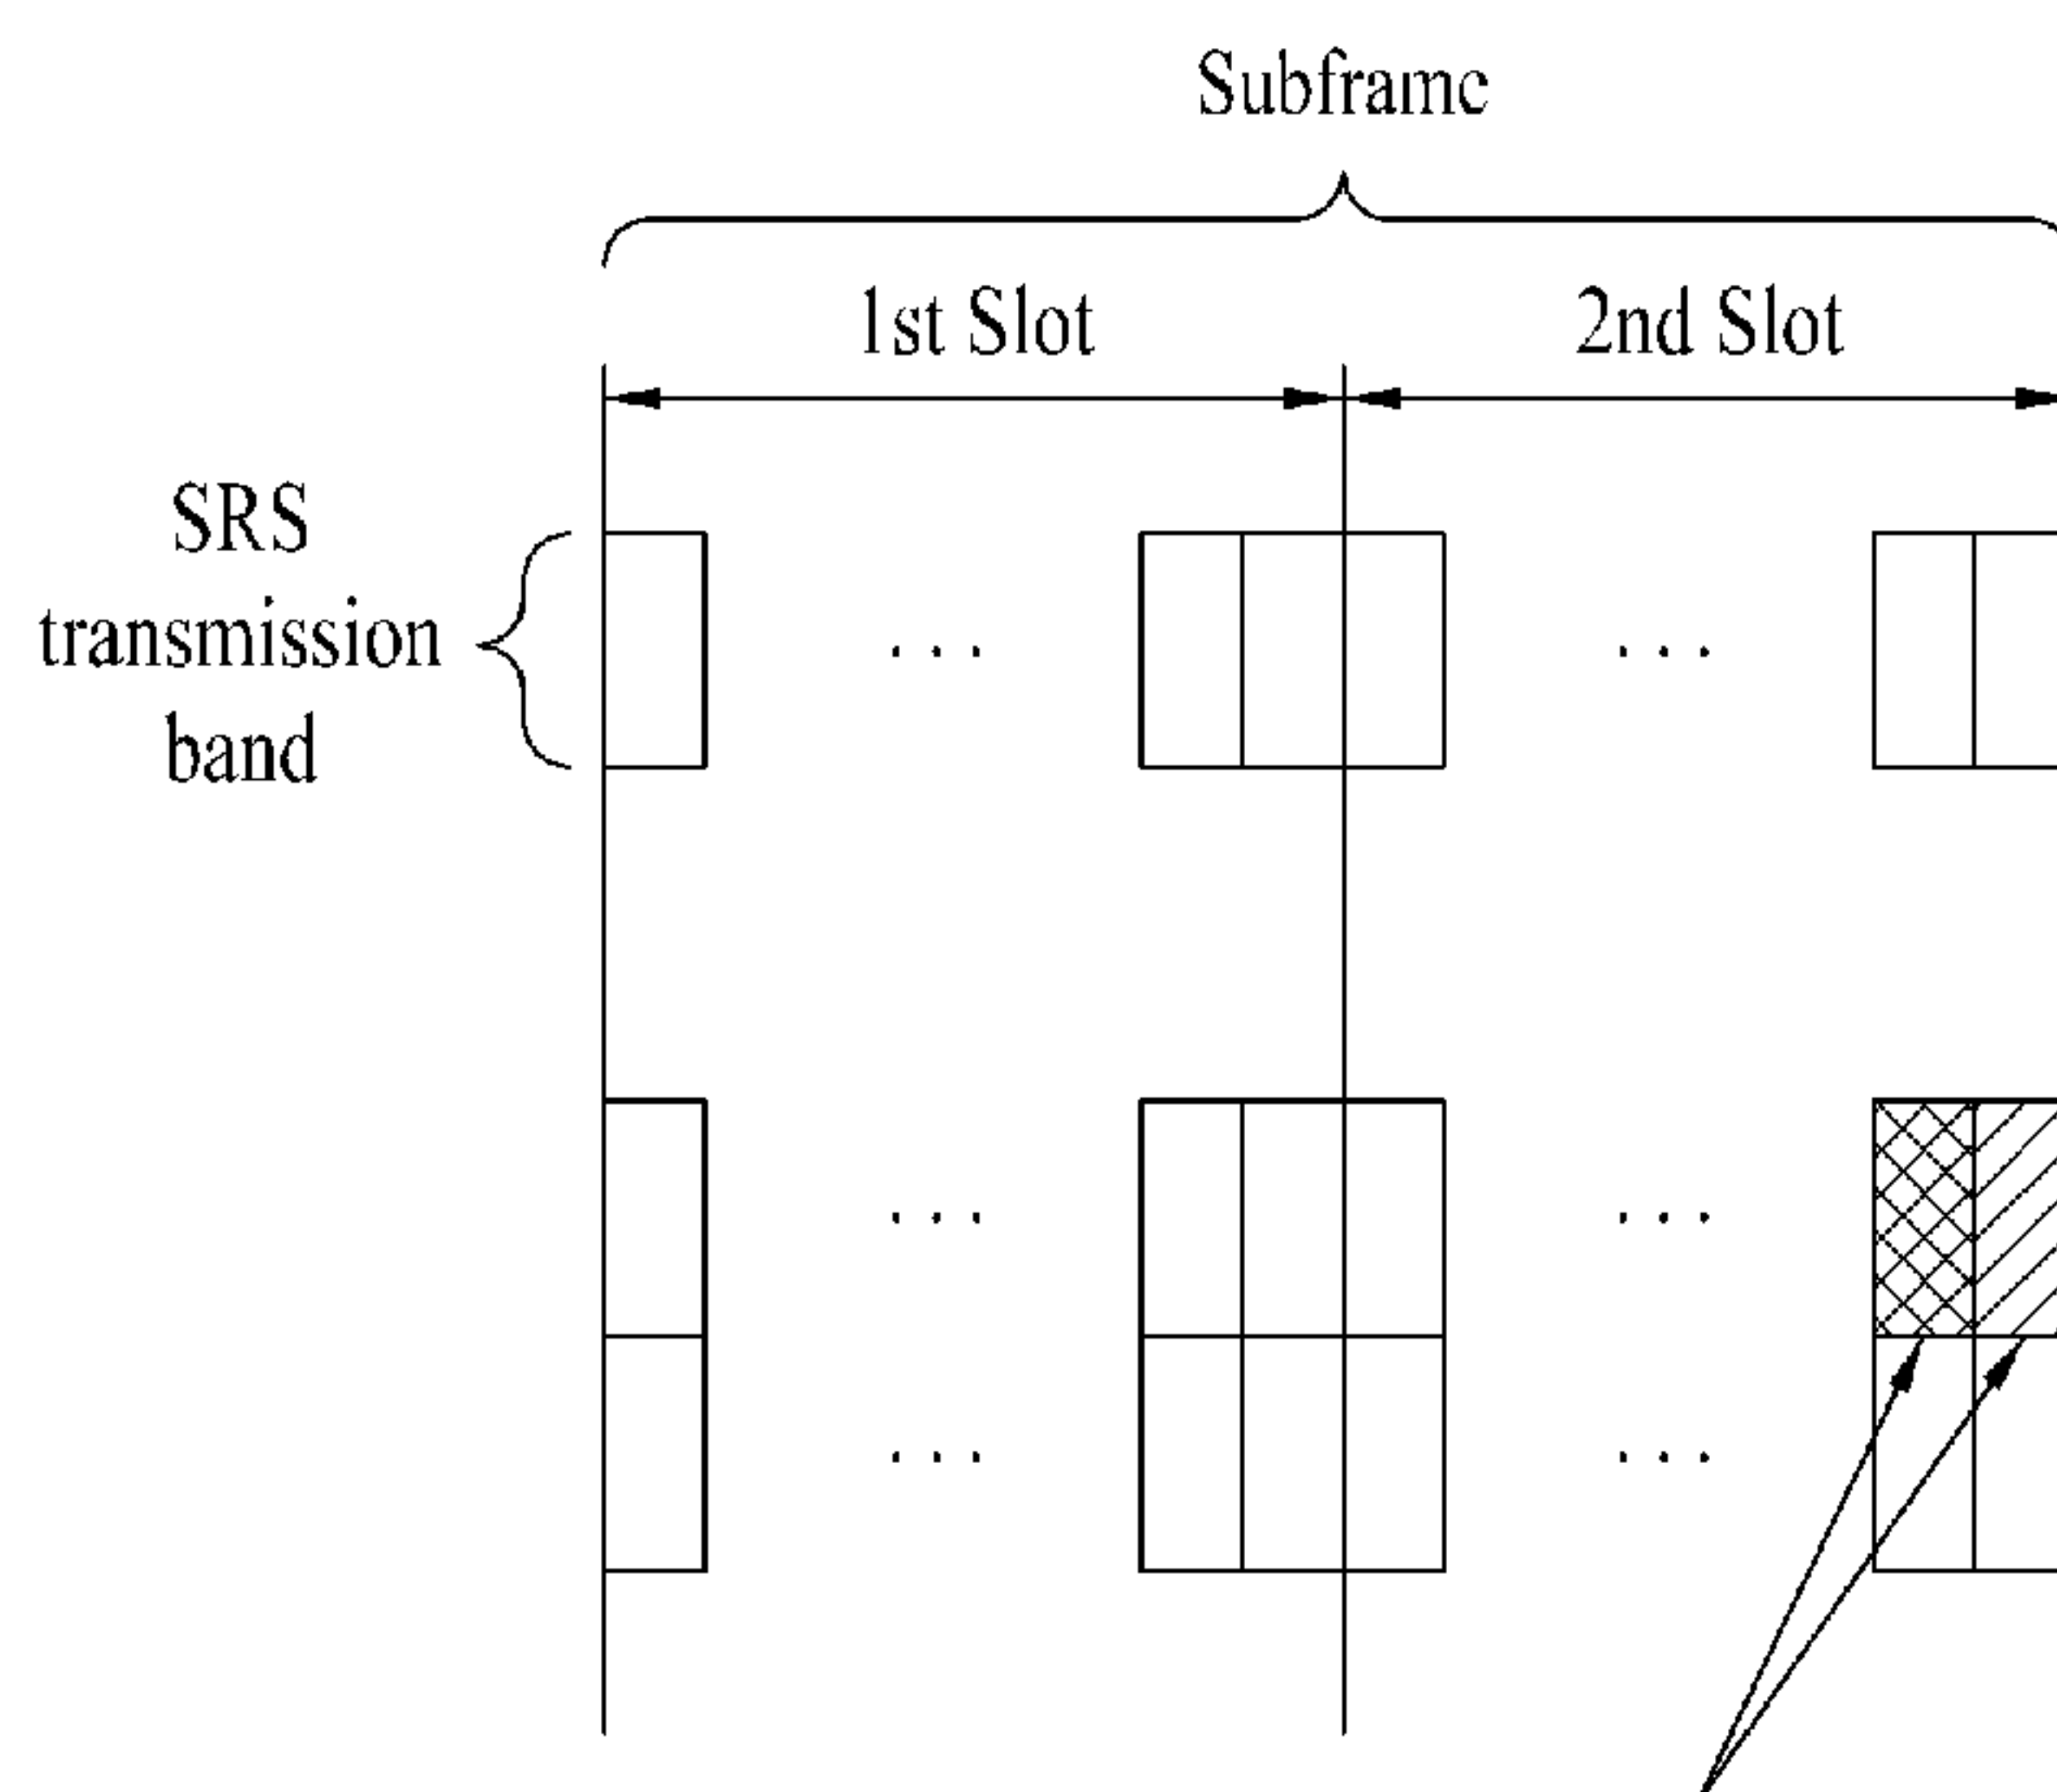 Subframe
1st Slot
2nd Slot
SRS
transmission
band